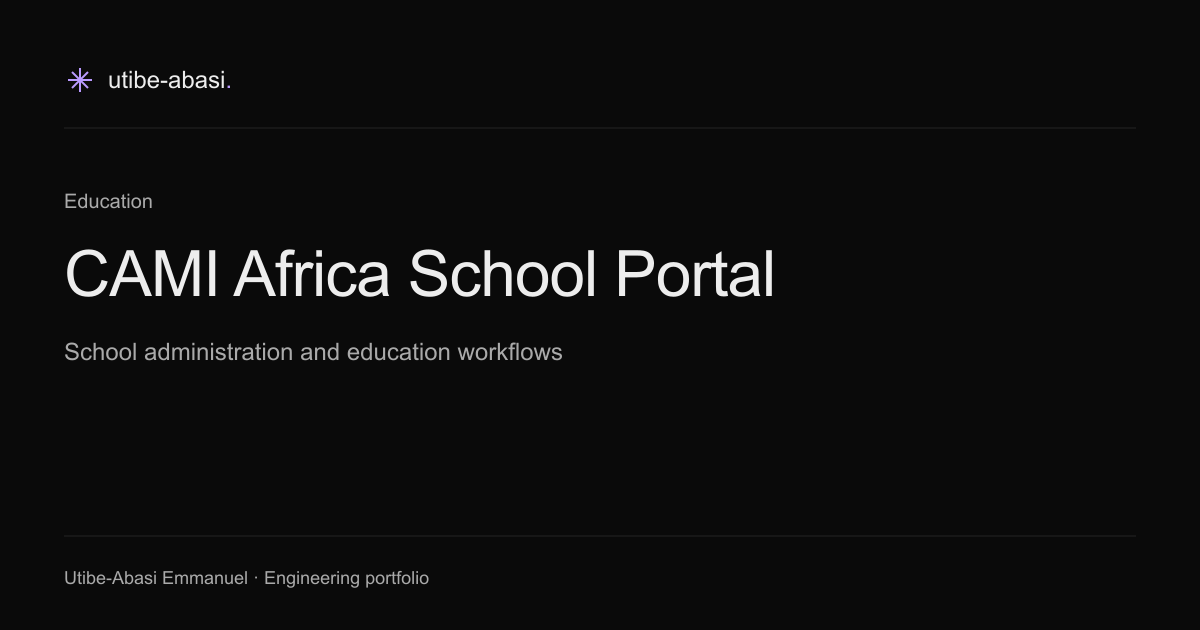 utibe-abasi.
Education
CAMI Africa School Portal
School administration and education workflows
Utibe-Abasi Emmanuel · Engineering portfolio